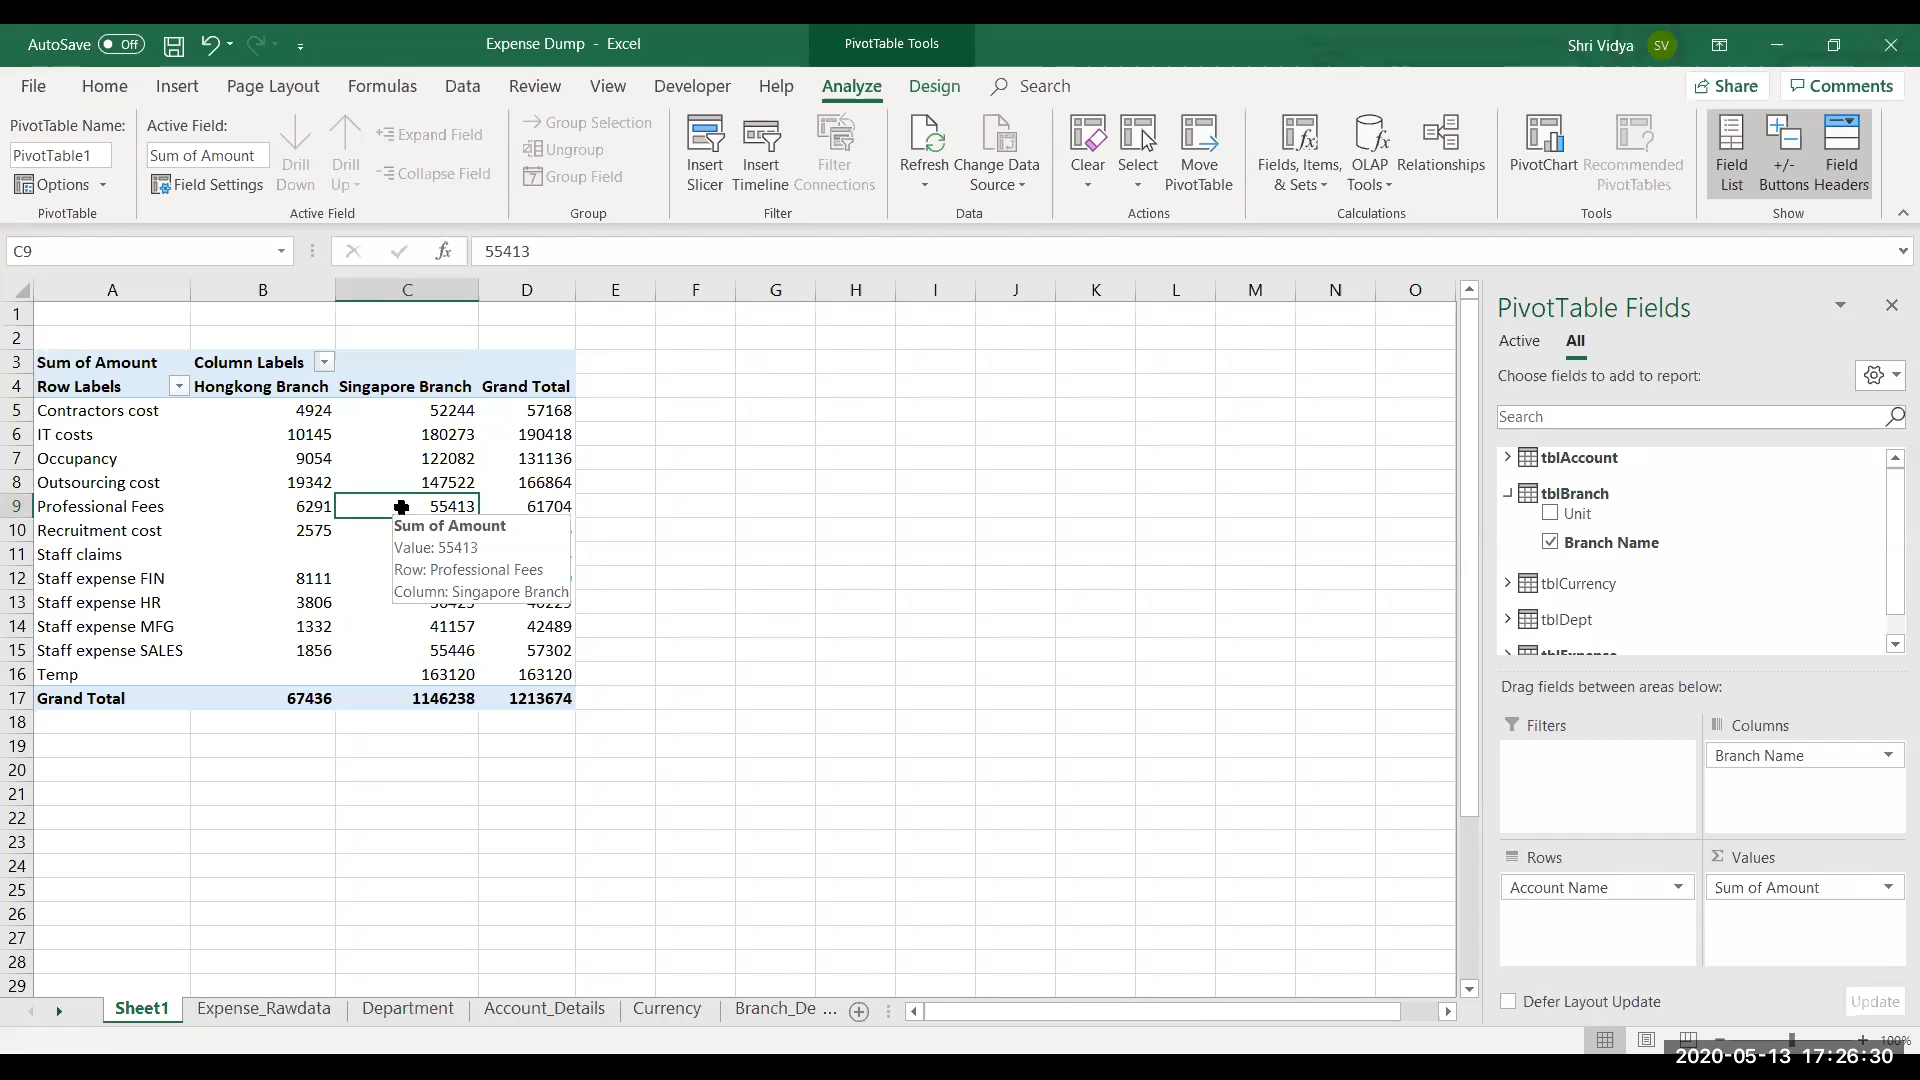 AutoSave Off Expense Dump - Excel PivotTable Tools Shri Vidya SV
File Home Insert Page Layout Formulas Data Review View Developer Help Analyze Design Search Share Comments
PivotTable Name:
PivotTable1
Options
PivotTable
Active Field:
Sum of Amount
Field Settings
Drill Down
Drill Up
Expand Field
Collapse Field
Active Field
Group Selection
Ungroup
Group Field
Group
Insert Slicer
Insert Timeline
Filter Connections
Filter
Refresh
Change Data Source
Data
Clear
Select
Move PivotTable
Actions
Fields, Items, & Sets
OLAP Tools
Relationships
Calculations
PivotChart
Recommended PivotTables
Tools
Field List
+/- Buttons
Field Headers
Show
C9 fx 55413
A B C D E F G H I J K L M N O
1
2
3 Sum of Amount Column Labels
4 Row Labels Hongkong Branch Singapore Branch Grand Total
5 Contractors cost 4924 52244 57168
6 IT costs 10145 180273 190418
7 Occupancy 9054 122082 131136
8 Outsourcing cost 19342 147522 166864
9 Professional Fees 6291 55413 61704
10 Recruitment cost 2575
11 Staff claims
12 Staff expense FIN 8111
13 Staff expense HR 3806
14 Staff expense MFG 1332 41157 42489
15 Staff expense SALES 1856 55446 57302
16 Temp 163120 163120
17 Grand Total 67436 1146238 1213674
18
19
20
21
22
23
24
25
26
27
28
29
Sum of Amount
Value: 55413
Row: Professional Fees
Column: Singapore Branch
PivotTable Fields
Active All
Choose fields to add to report:
Search
tblAccount
tblBranch
Unit
Branch Name
tblCurrency
tblDept
tblExpense
Drag fields between areas below:
Filters
Columns
Branch Name
Rows
Account Name
Values
Sum of Amount
Defer Layout Update Update
Sheet1 Expense_Rawdata Department Account_Details Currency Branch_De ...
100%
2020-05-13 17:26:30